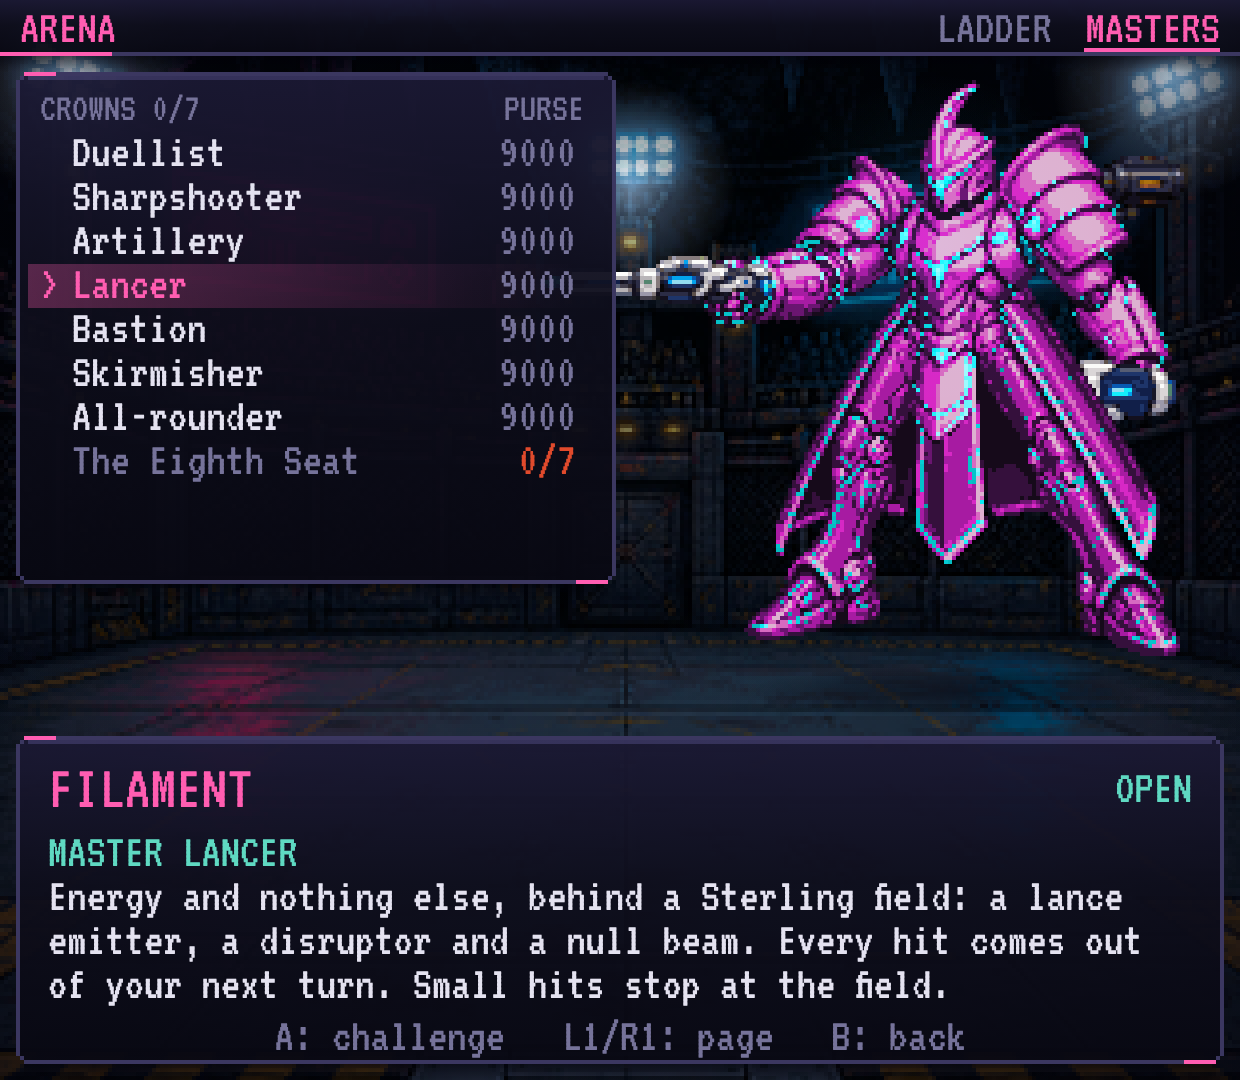 ARENA
LADDER MASTERS
CROWNS 0/7 PURSE
Duellist 9000
Sharpshooter 9000
Artillery 9000
> Lancer 9000
Bastion 9000
Skirmisher 9000
All-rounder 9000
The Eighth Seat 0/7
FILAMENT OPEN
MASTER LANCER
Energy and nothing else, behind a Sterling field: a lance
emitter, a disruptor and a null beam. Every hit comes out
of your next turn. Small hits stop at the field.
A: challenge L1/R1: page B: back